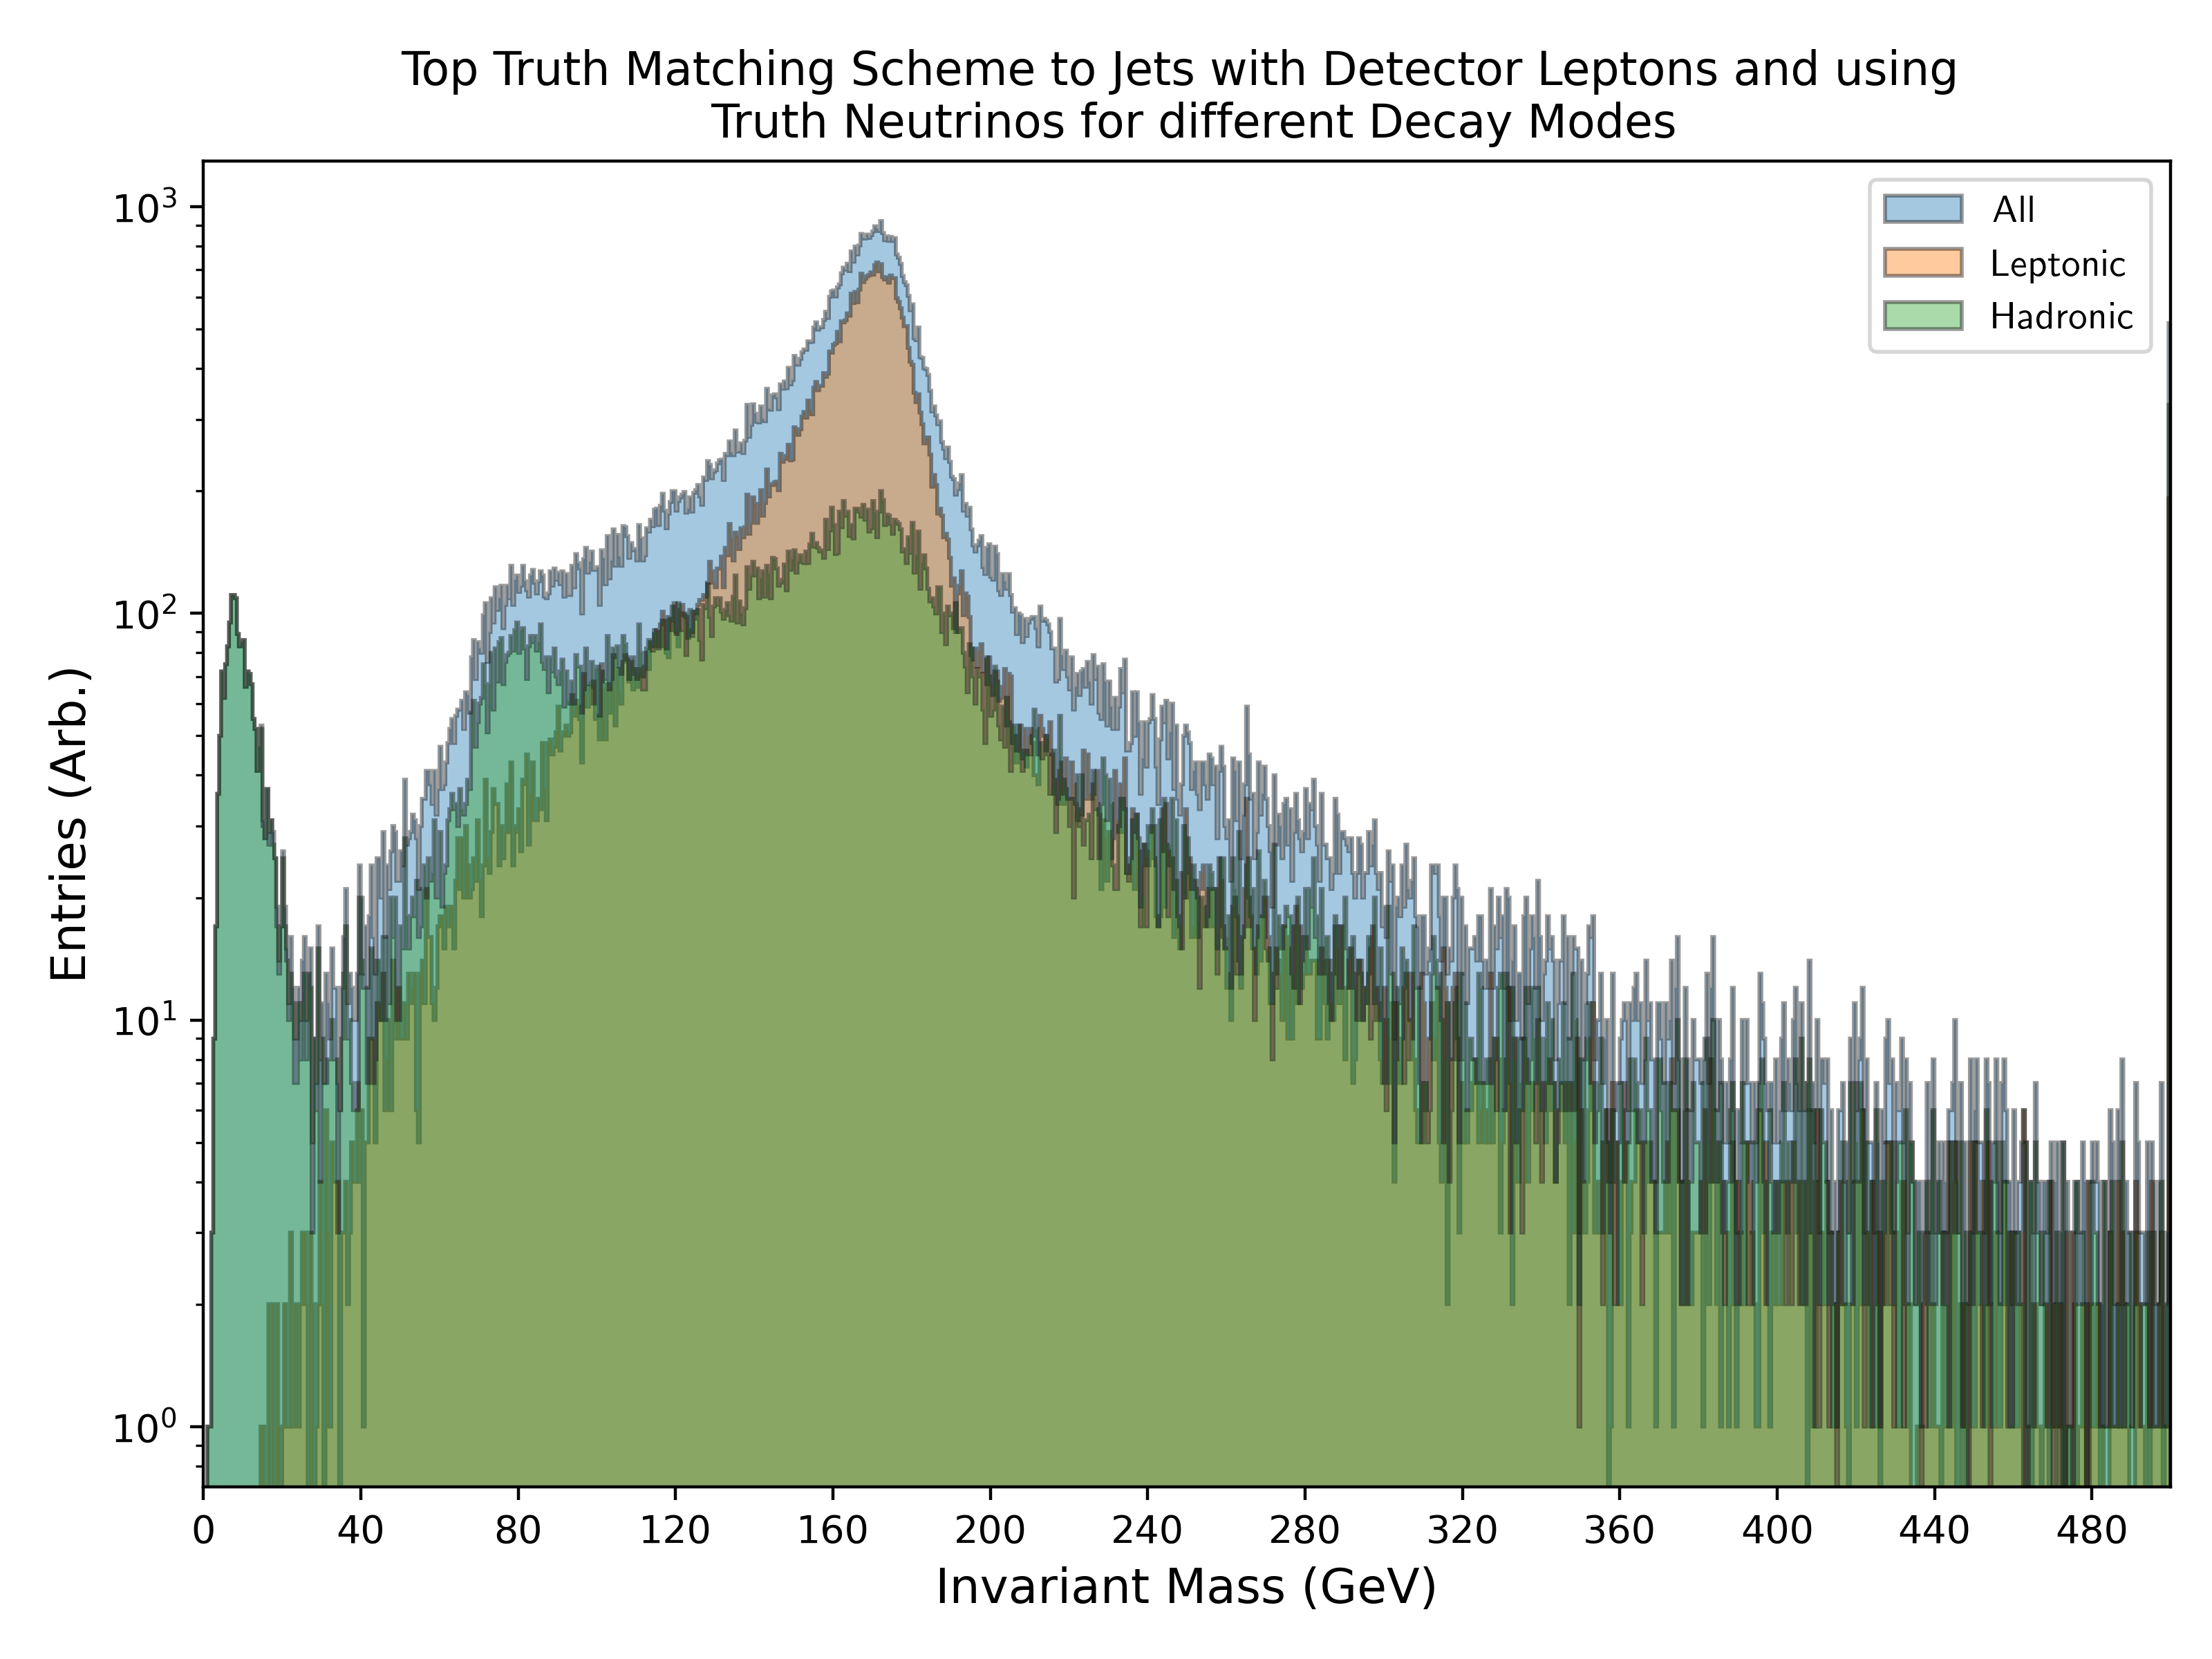 Top Truth Matching Scheme to Jets with Detector Leptons and using
Truth Neutrinos for different Decay Modes
All
Leptonic
Hadronic
Entries (Arb.)
10³
10²
10¹
10⁰
0 40 80 120 160 200 240 280 320 360 400 440 480
Invariant Mass (GeV)